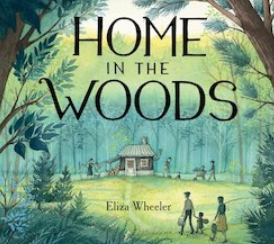 HOME
IN THE
WOODS
Eliza Wheeler